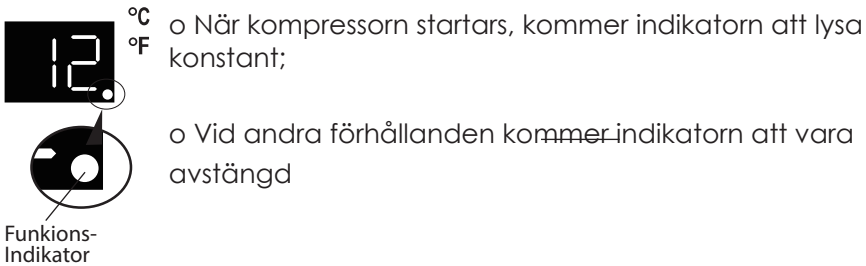 12
°C
°F
o När kompressorn startars, kommer indikatorn att lysa
konstant;
o Vid andra förhållanden kommer indikatorn att vara
avstängd
Funkions-
Indikator